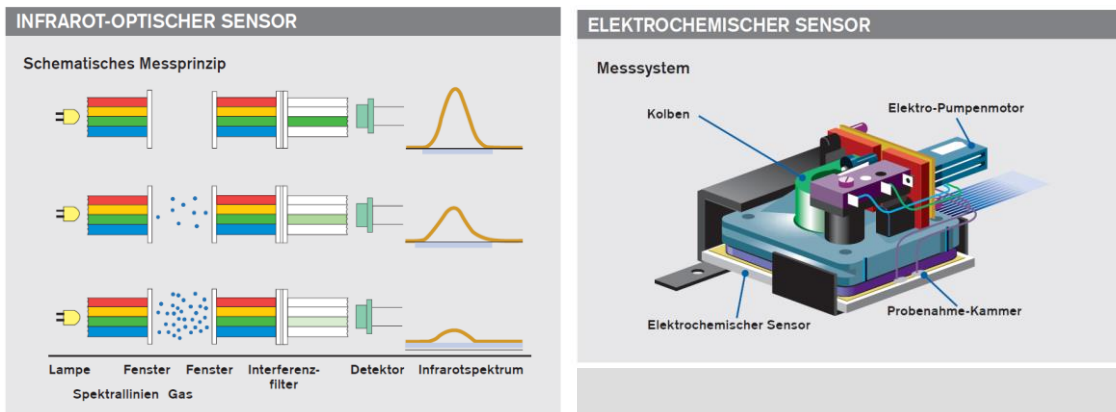 INFRAROT-OPTISCHER SENSOR
Schematisches Messprinzip
Lampe Fenster Fenster Interferenz-
filter Detektor Infrarotspektrum
Spektrallinien Gas
ELEKTROCHEMISCHER SENSOR
Messsystem
Kolben
Elektro-Pumpenmotor
Elektrochemischer Sensor
Probenahme-Kammer